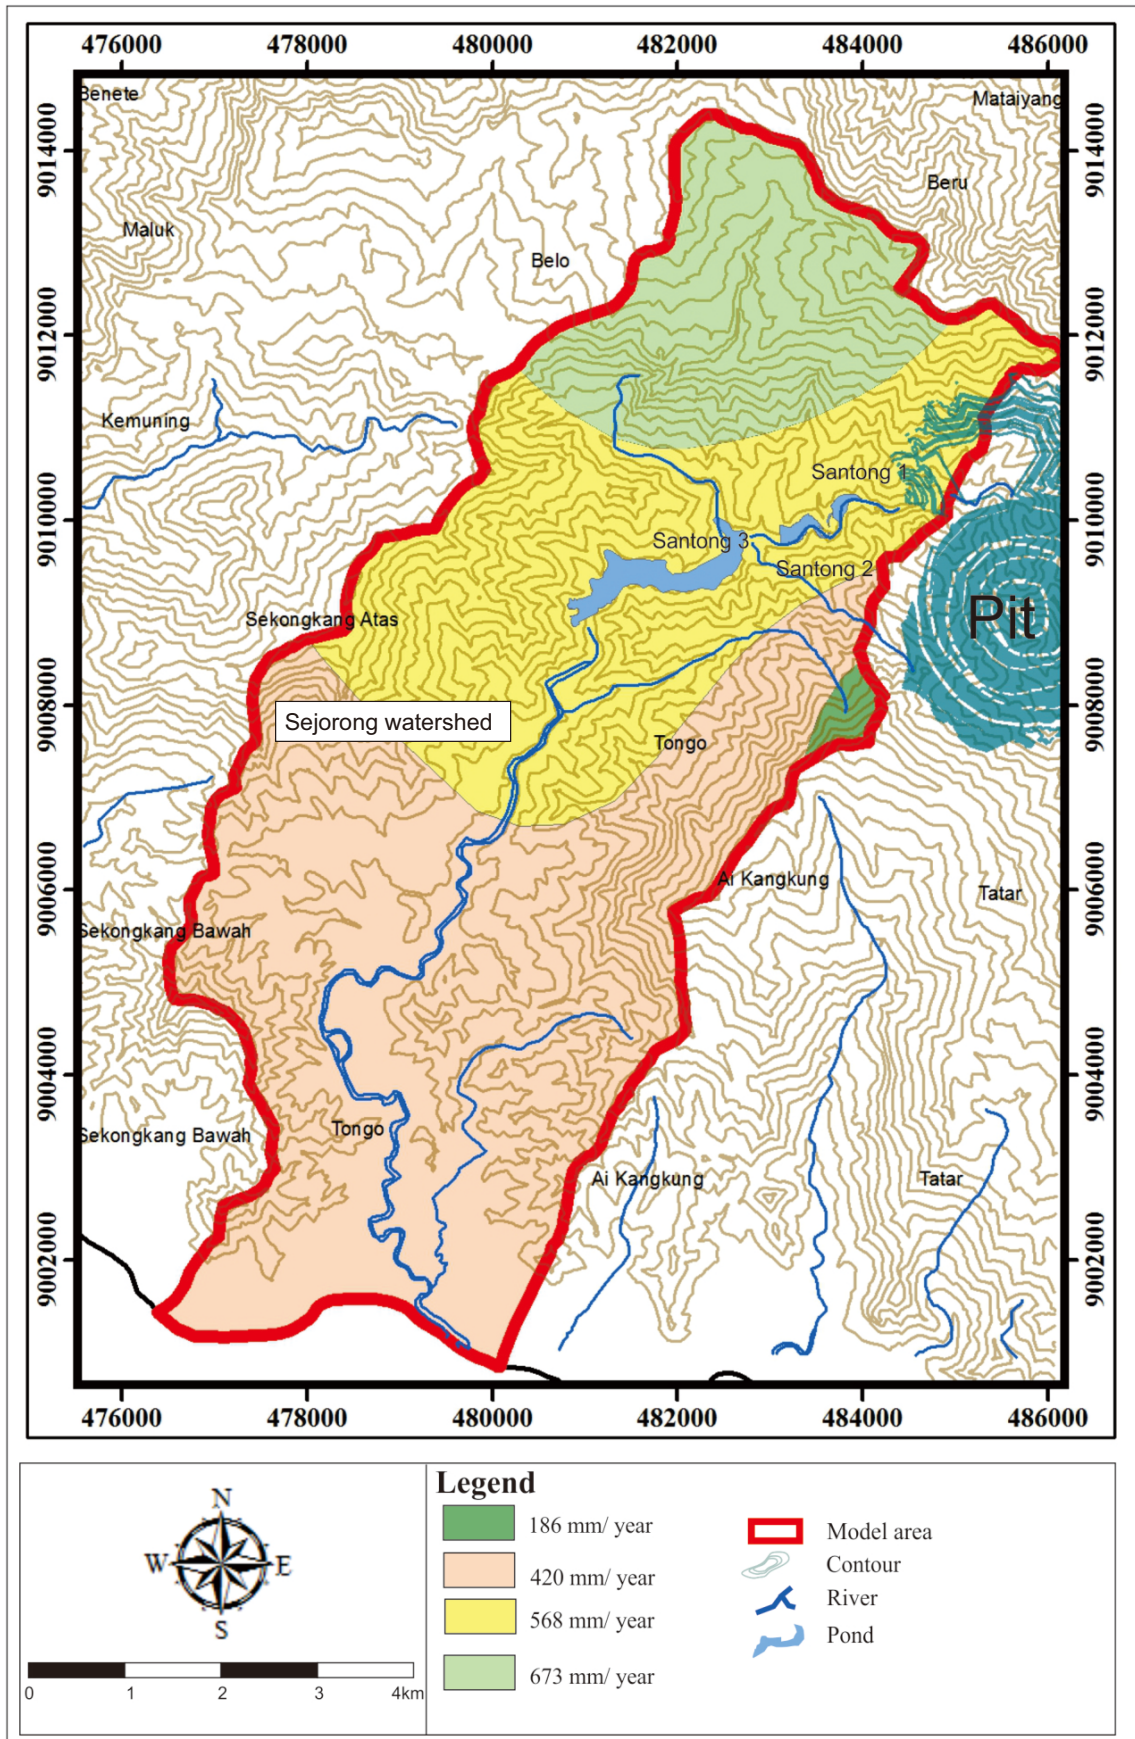 476000 478000 480000 482000 484000 486000
Benete
Mataiyang
9014000
9014000
Beru
Maluk
Belo
9012000
9012000
Kemuning
Santong 1
9010000
9010000
Santong 3
Santong 2
Sekongkang Atas
Pit
9008000
9008000
Sejorong watershed
Tongo
9006000
9006000
Ai Kangkung
Tatar
Sekongkang Bawah
9004000
9004000
Tongo
Sekongkang Bawah
Ai Kangkung
Tatar
9002000
9002000
476000 478000 480000 482000 484000 486000
N
W E
S
0 1 2 3 4km
Legend
186 mm/ year
420 mm/ year
568 mm/ year
673 mm/ year
Model area
Contour
River
Pond